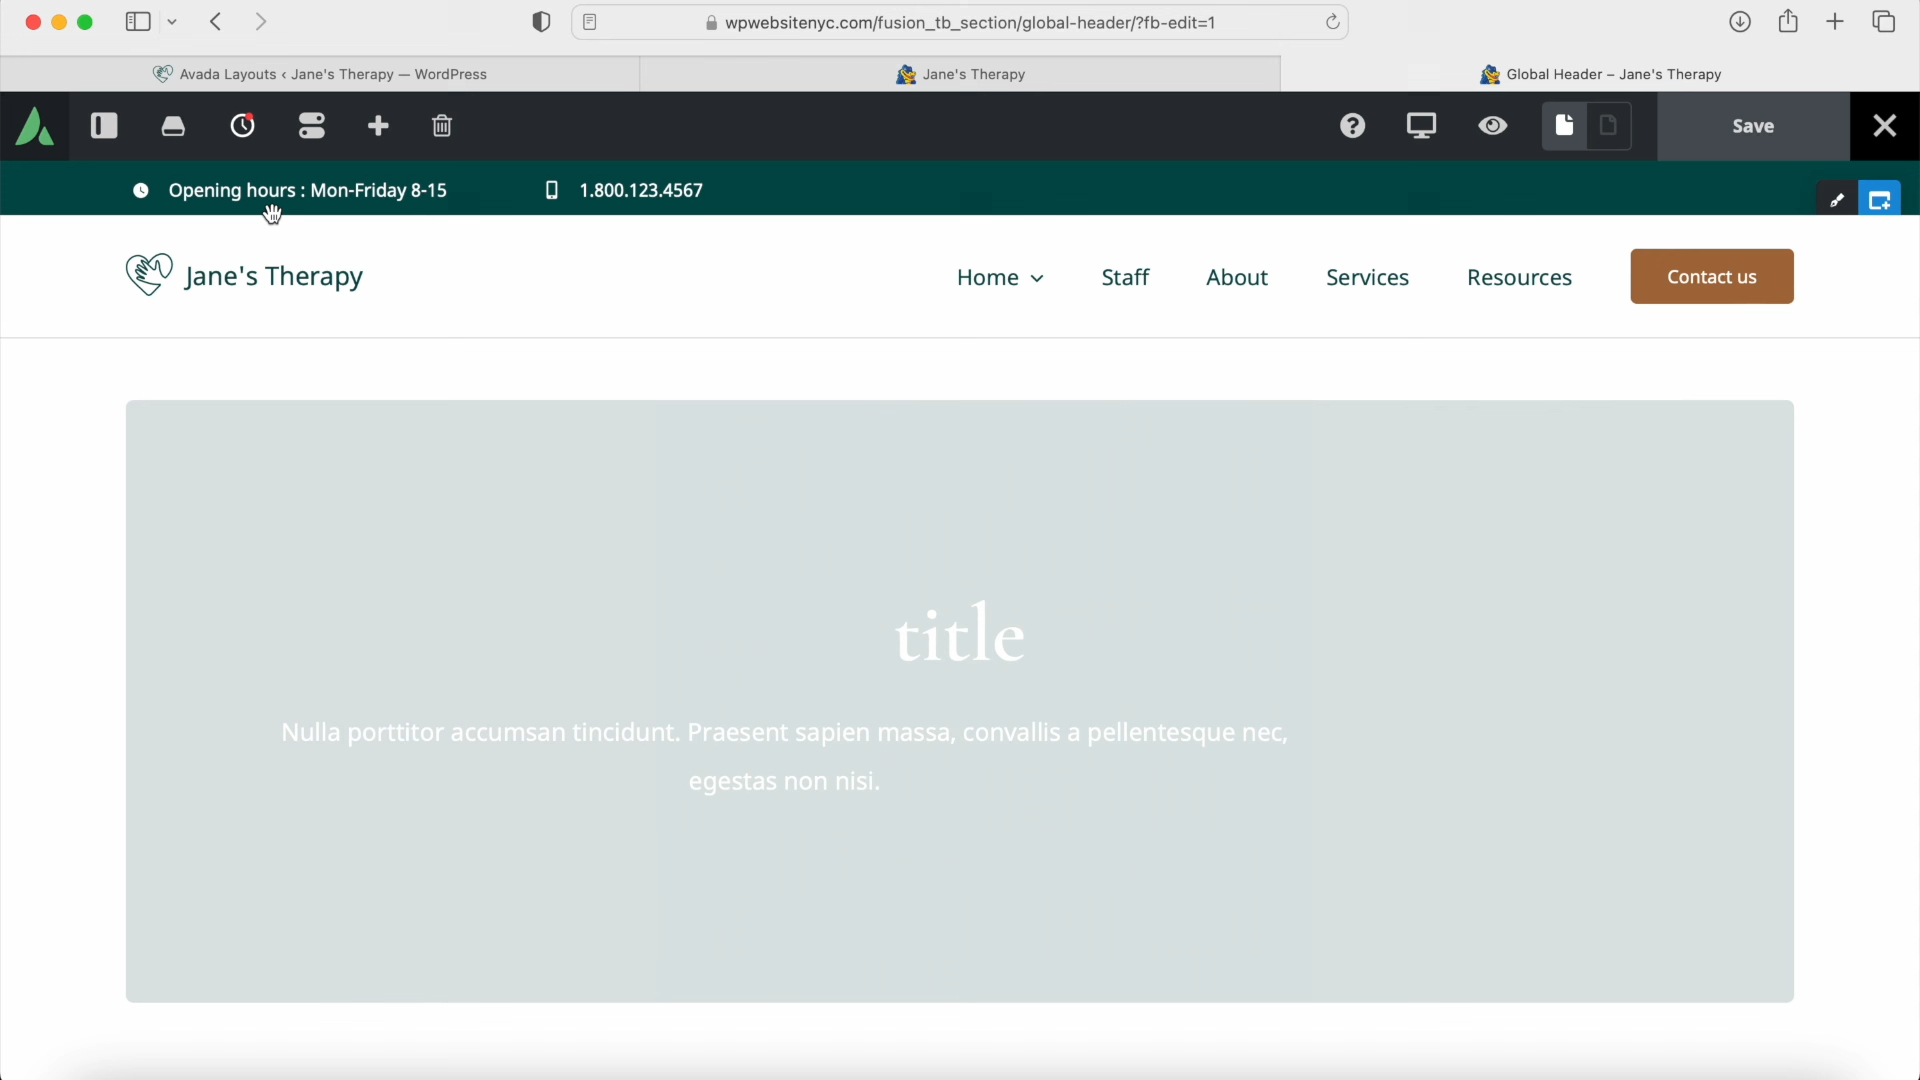 wpwebsitenyc.com/fusion_tb_section/global-header/?fb-edit=1
Avada Layouts ‹ Jane's Therapy — WordPress
Jane's Therapy
Global Header – Jane's Therapy
Save
Opening hours : Mon-Friday 8-15
1.800.123.4567
Jane's Therapy
Home
Staff
About
Services
Resources
Contact us
title
Nulla porttitor accumsan tincidunt. Praesent sapien massa, convallis a pellentesque nec,
egestas non nisi.